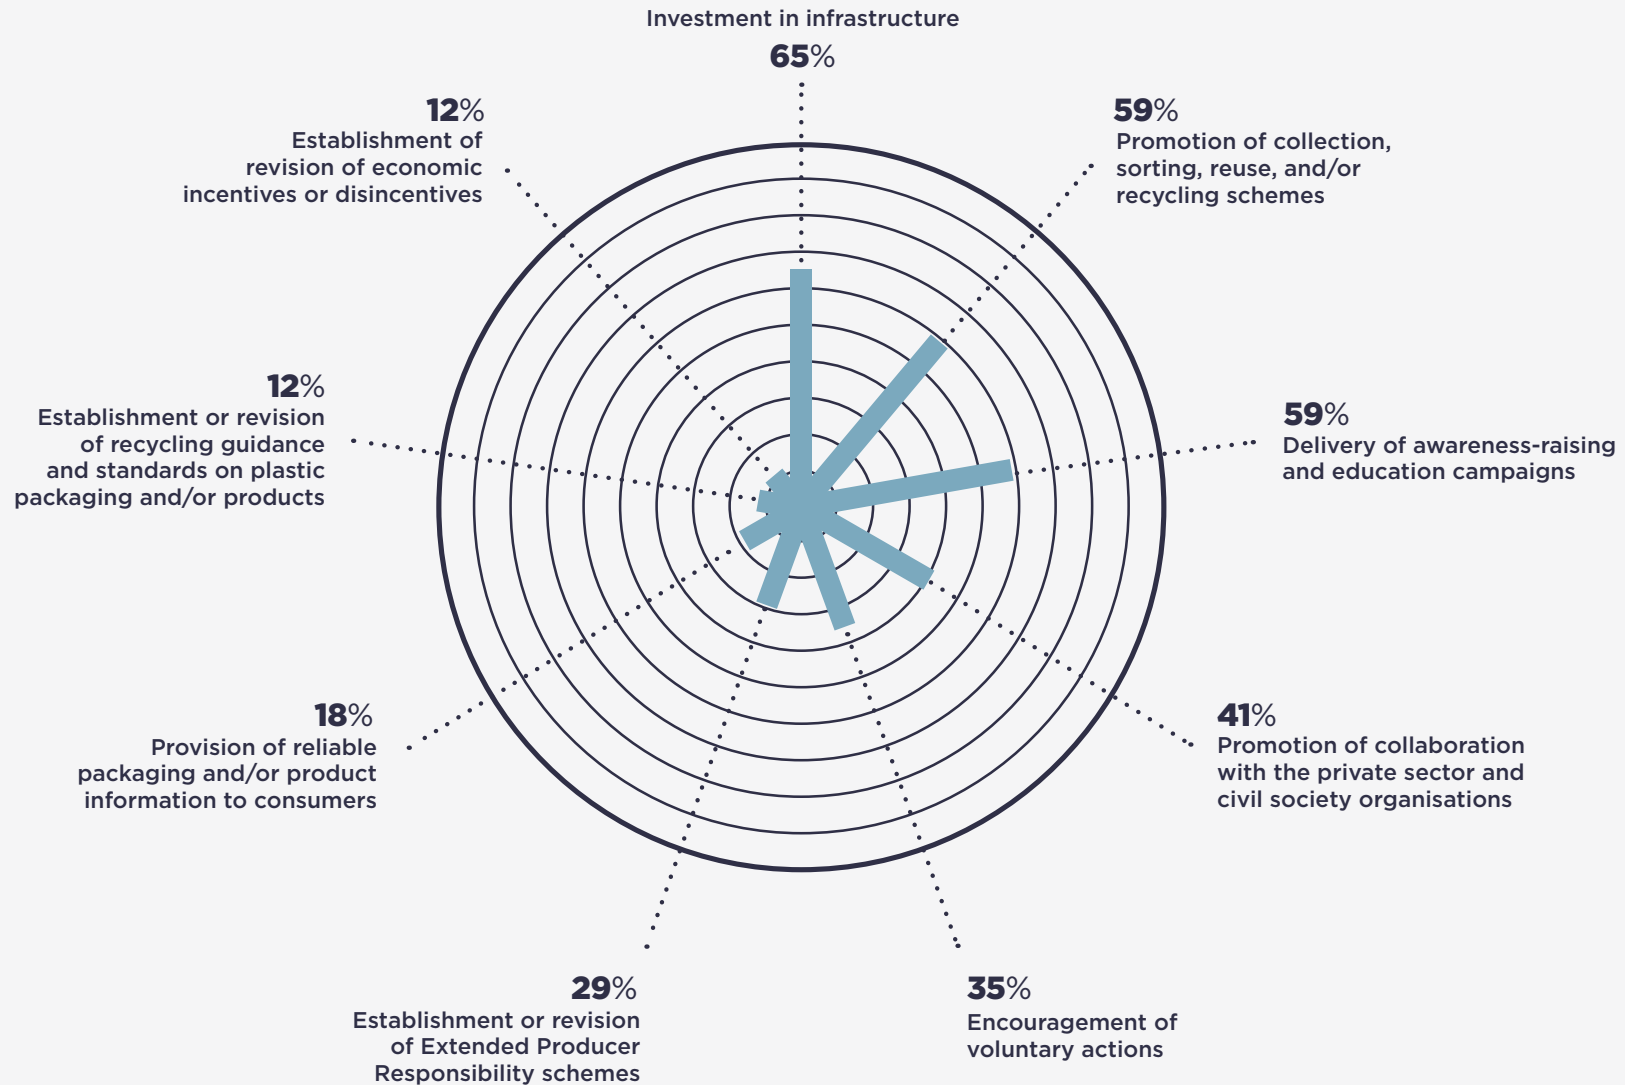 Investment in infrastructure
65%
59%
Promotion of collection,
sorting, reuse, and/or
recycling schemes
59%
Delivery of awareness-raising
and education campaigns
41%
Promotion of collaboration
with the private sector and
civil society organisations
35%
Encouragement of
voluntary actions
29%
Establishment or revision
of Extended Producer
Responsibility schemes
18%
Provision of reliable
packaging and/or product
information to consumers
12%
Establishment or revision
of recycling guidance
and standards on plastic
packaging and/or products
12%
Establishment of
revision of economic
incentives or disincentives